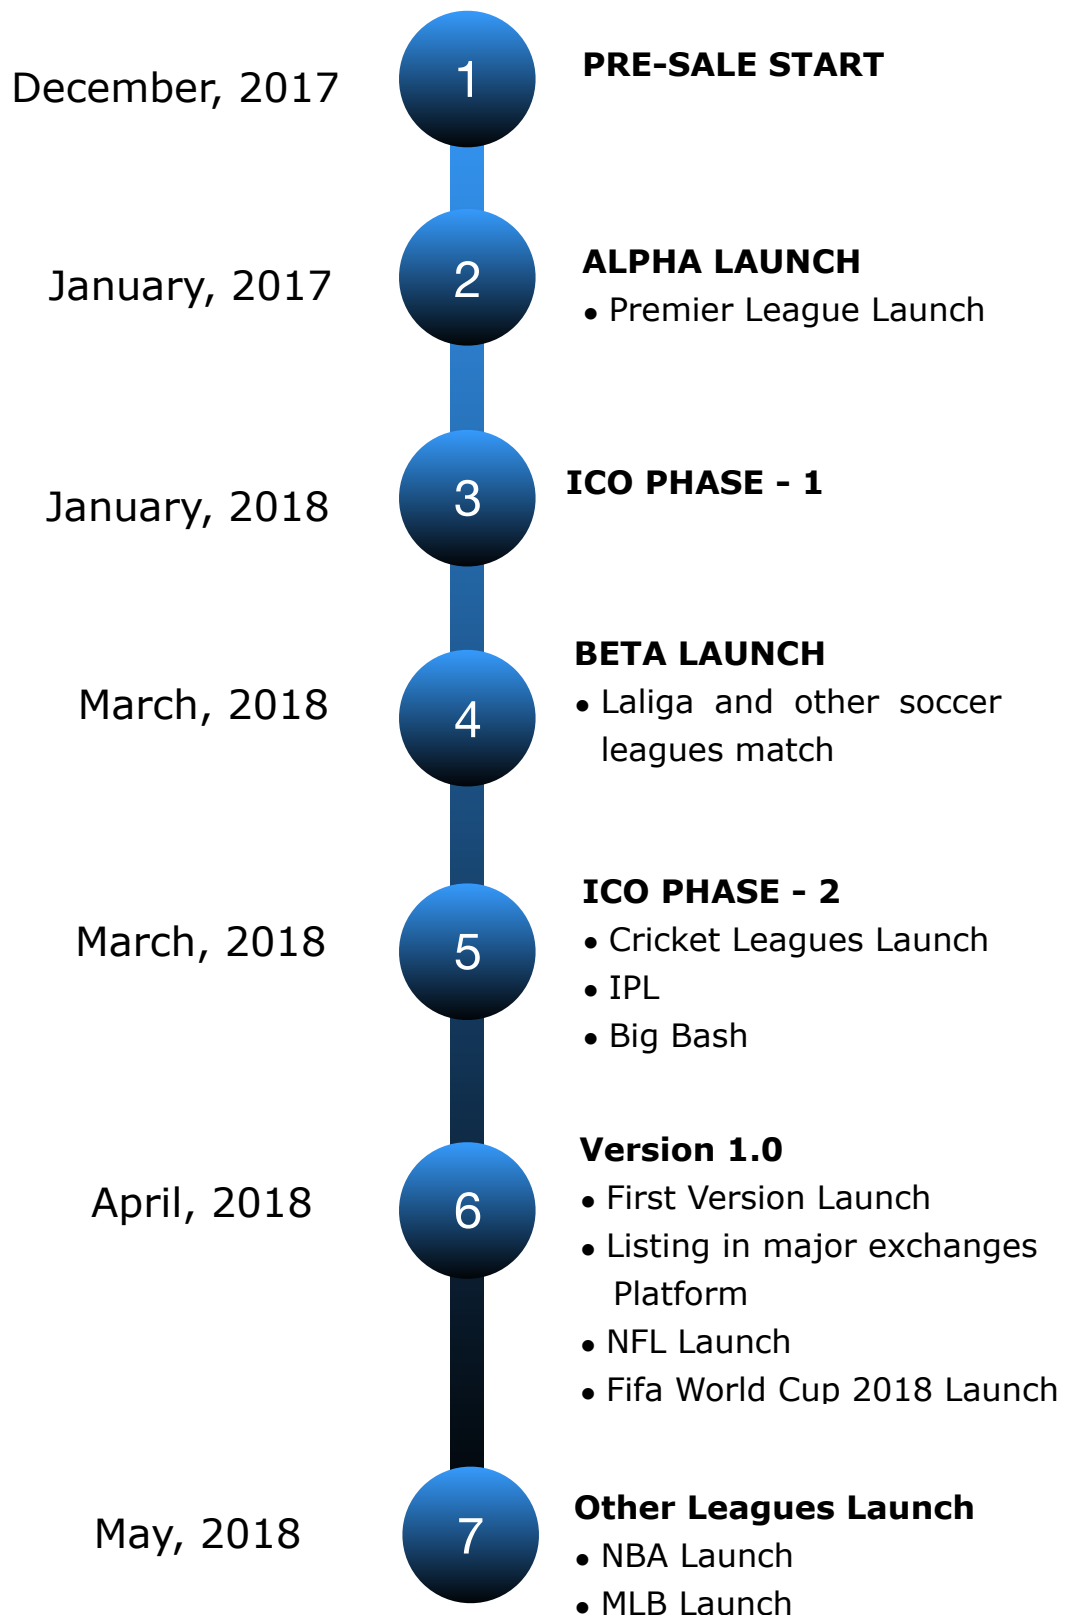 December, 2017
1
PRE-SALE START
January, 2017
2
ALPHA LAUNCH
● Premier League Launch
January, 2018
3
ICO PHASE - 1
March, 2018
4
BETA LAUNCH
● Laliga and other soccer
leagues match
March, 2018
5
ICO PHASE - 2
● Cricket Leagues Launch
● IPL
● Big Bash
April, 2018
6
Version 1.0
● First Version Launch
● Listing in major exchanges
Platform
● NFL Launch
● Fifa World Cup 2018 Launch
May, 2018
7
Other Leagues Launch
● NBA Launch
● MLB Launch